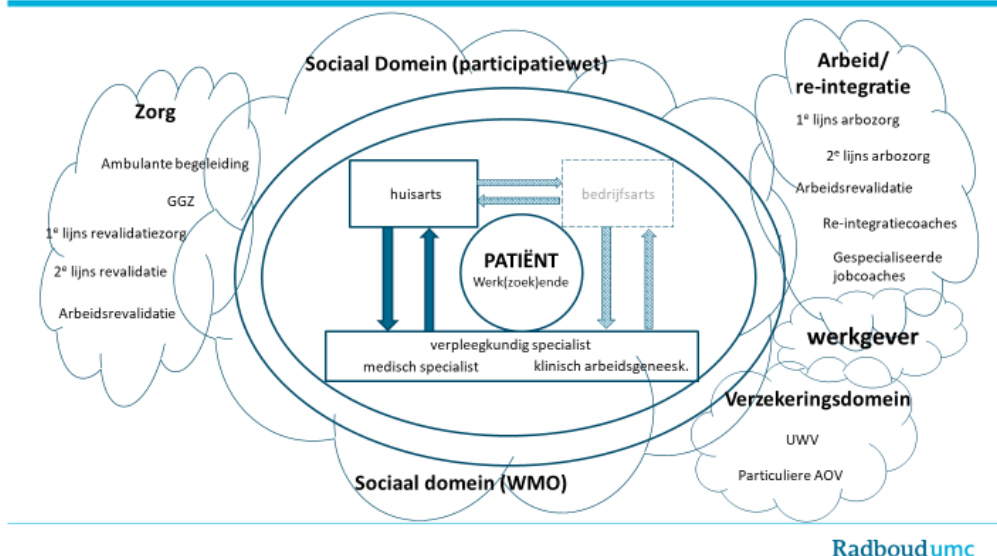 Sociaal Domein (participatiewet)
Zorg
Ambulante begeleiding
GGZ
1e lijns revalidatiezorg
2e lijns revalidatie
Arbeidsrevalidatie
huisarts
bedrijfsarts
PATIËNT
Werk(zoek)ende
verpleegkundig specialist
medisch specialist
klinisch arbeidsgeneesk.
Arbeid/
re-integratie
1e lijns arbozorg
2e lijns arbozorg
Arbeidsrevalidatie
Re-integratiecoaches
Gespecialiseerde
jobcoaches
werkgever
Verzekeringsdomein
UWV
Particuliere AOV
Sociaal domein (WMO)
Radboudumc